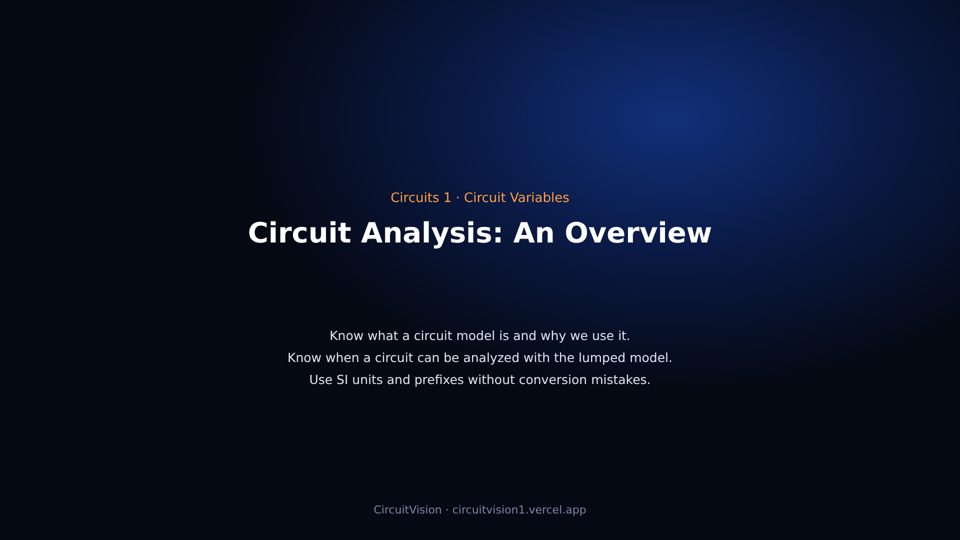 Circuits 1 · Circuit Variables
Circuit Analysis: An Overview
Know what a circuit model is and why we use it.
Know when a circuit can be analyzed with the lumped model.
Use SI units and prefixes without conversion mistakes.
CircuitVision · circuitvision1.vercel.app